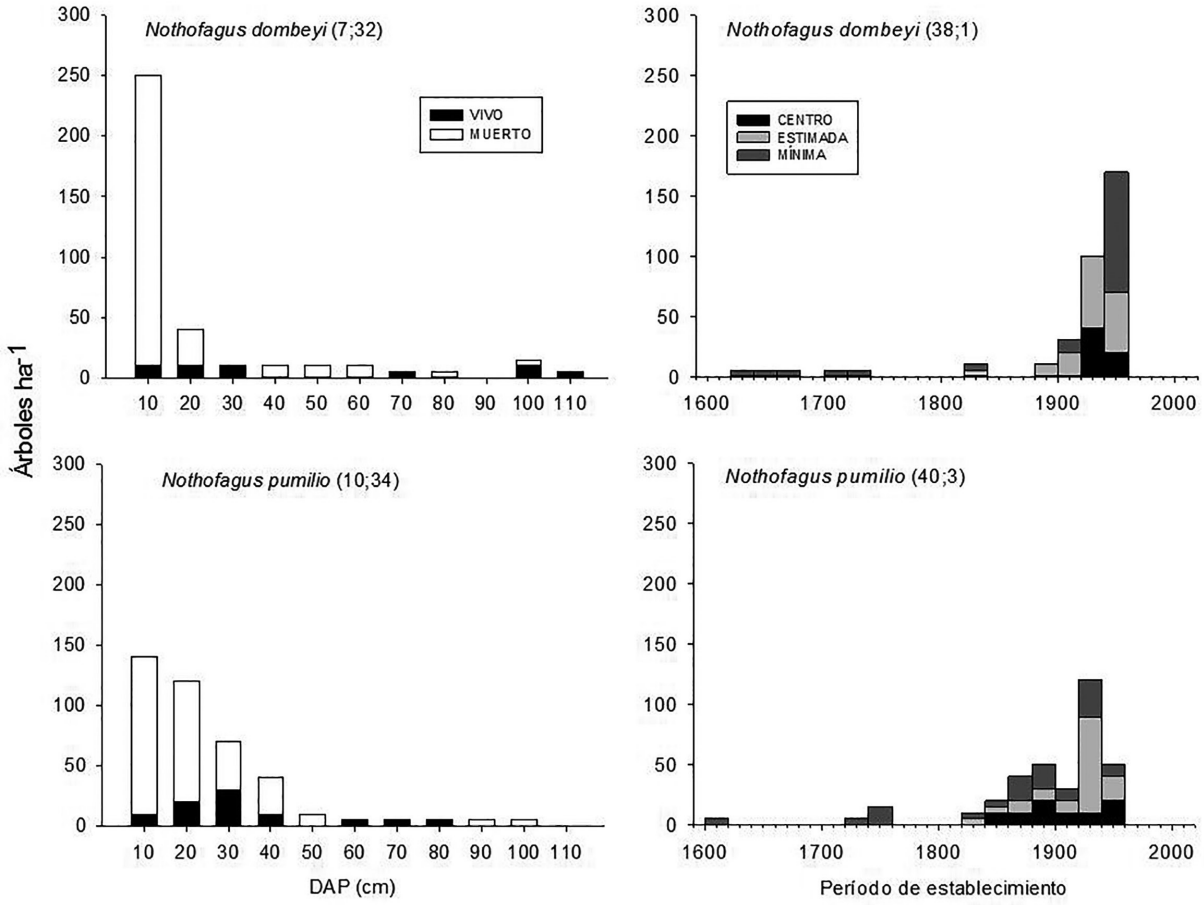 Árboles ha-1
300
250
200
150
100
50
0
Nothofagus dombeyi (7;32)
VIVO
MUERTO
10 20 30 40 50 60 70 80 90 100 110
300
250
200
150
100
50
0
Nothofagus dombeyi (38;1)
CENTRO
ESTIMADA
MÍNIMA
1600 1700 1800 1900 2000
300
250
200
150
100
50
0
Nothofagus pumilio (10;34)
10 20 30 40 50 60 70 80 90 100 110
DAP (cm)
300
250
200
150
100
50
0
Nothofagus pumilio (40;3)
1600 1700 1800 1900 2000
Período de establecimiento